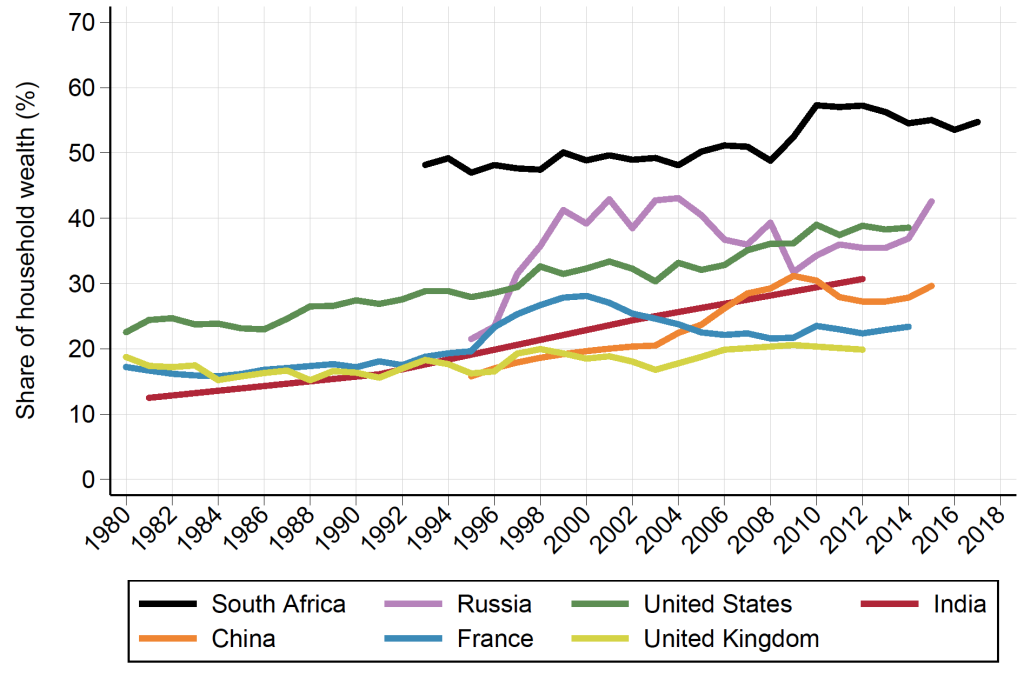 Share of household wealth (%)
70
60
50
40
30
20
10
0
1980 1982 1984 1986 1988 1990 1992 1994 1996 1998 2000 2002 2004 2006 2008 2010 2012 2014 2016 2018
South Africa Russia United States India
China France United Kingdom